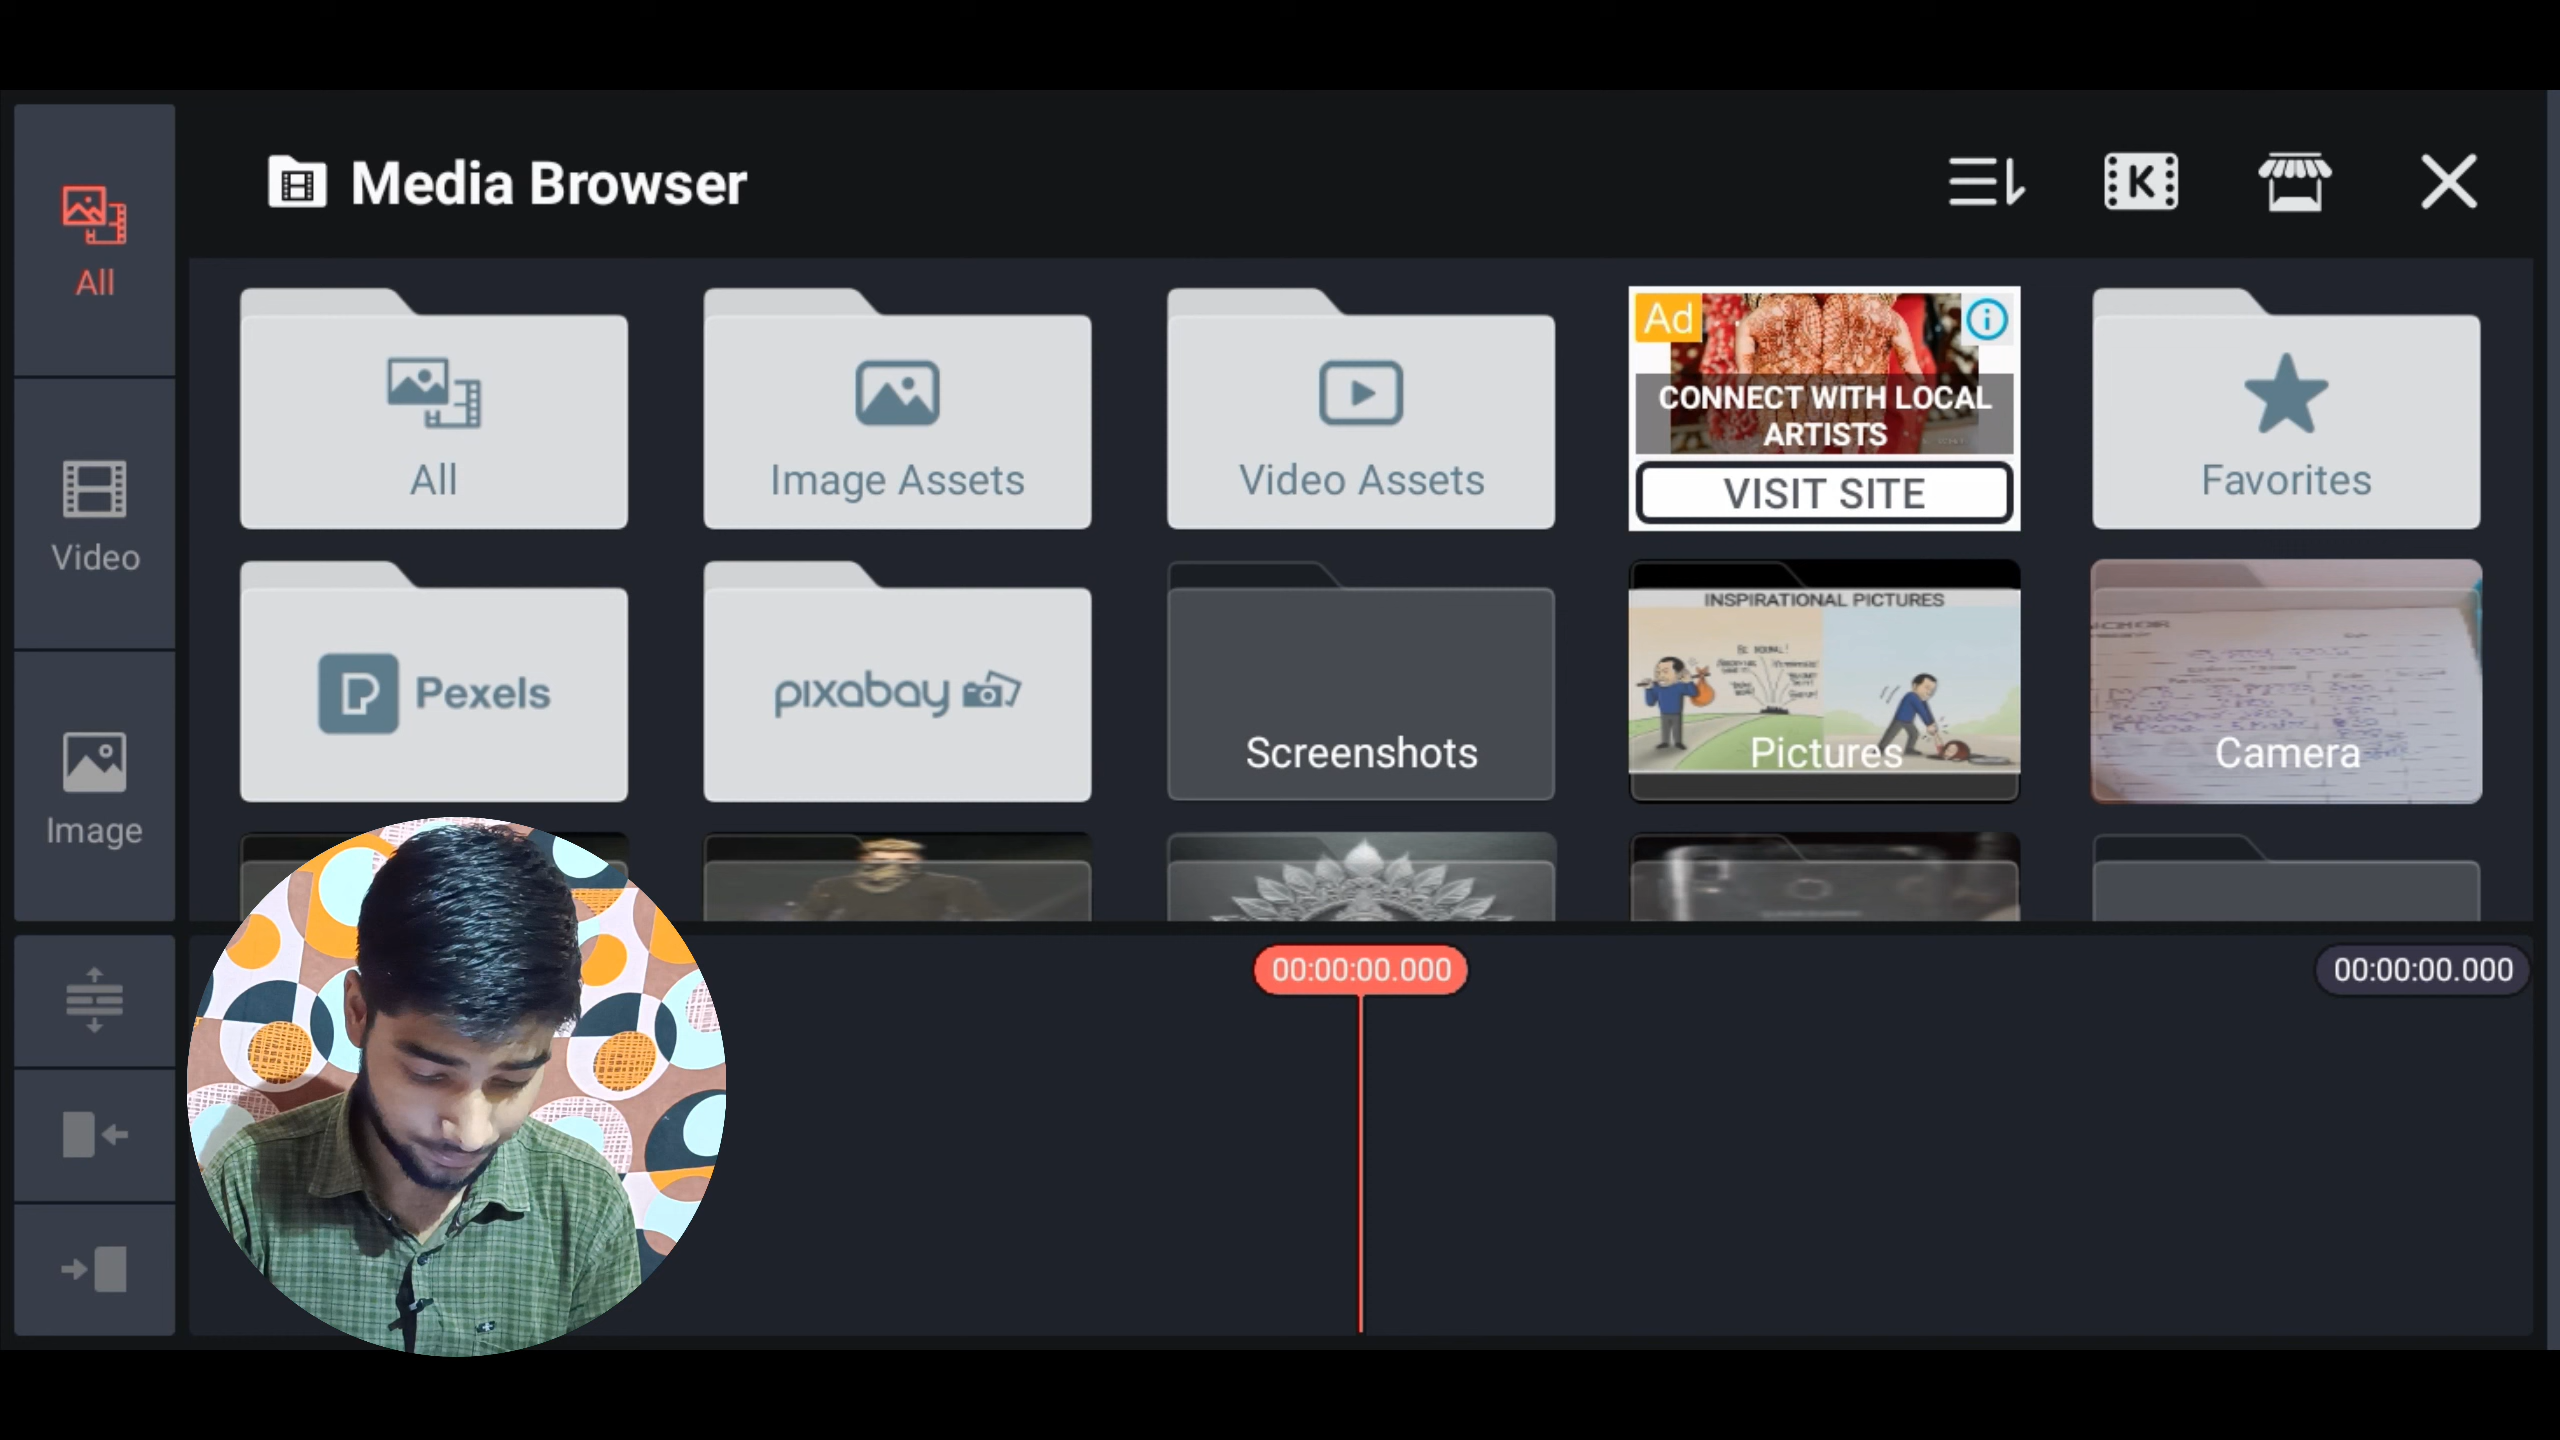 Media Browser
All
Video
Image
All
Image Assets
Video Assets
Ad
CONNECT WITH LOCAL
ARTISTS
VISIT SITE
Favorites
Pexels
pixabay
Screenshots
INSPIRATIONAL PICTURES
Pictures
Camera
00:00:00.000
00:00:00.000